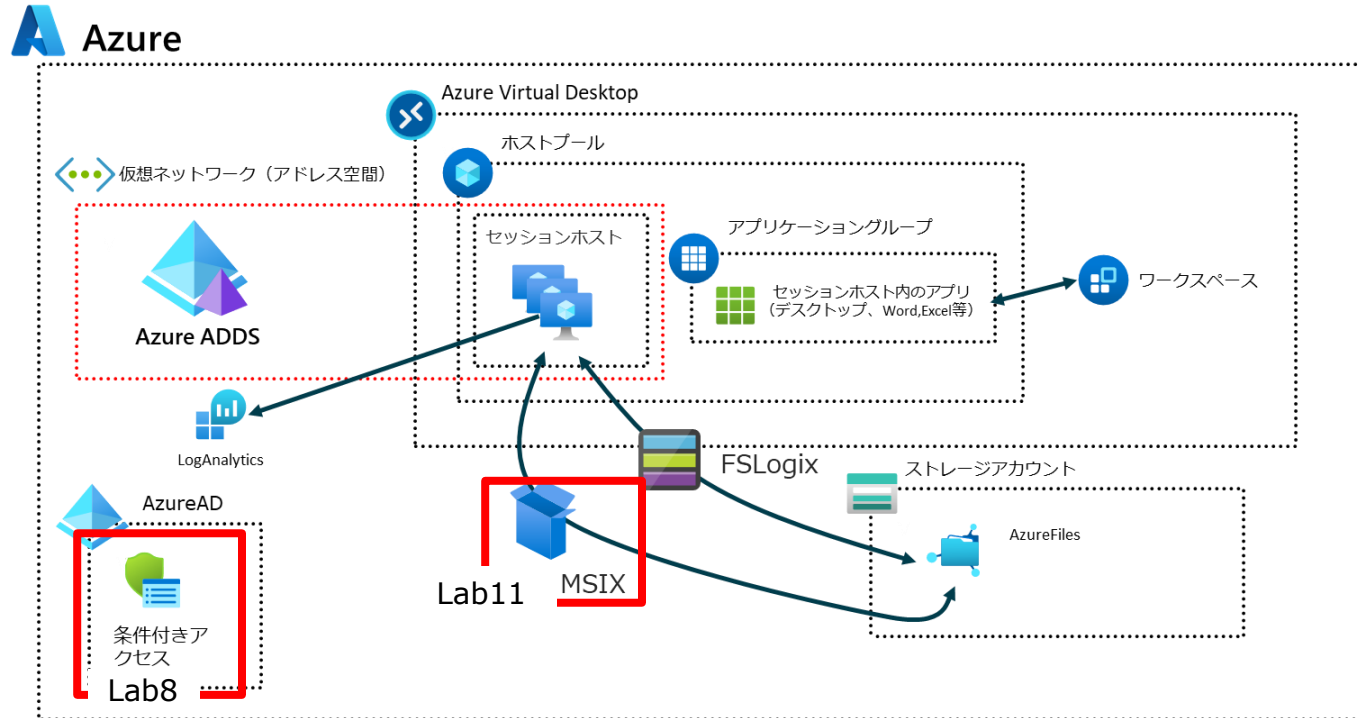 Azure
Azure Virtual Desktop
ホストプール
仮想ネットワーク（アドレス空間）
セッションホスト
アプリケーショングループ
セッションホスト内のアプリ
（デスクトップ、Word,Excel等）
ワークスペース
Azure ADDS
LogAnalytics
FSLogix
ストレージアカウント
AzureAD
AzureFiles
MSIX
Lab11
条件付きア
クセス
Lab8